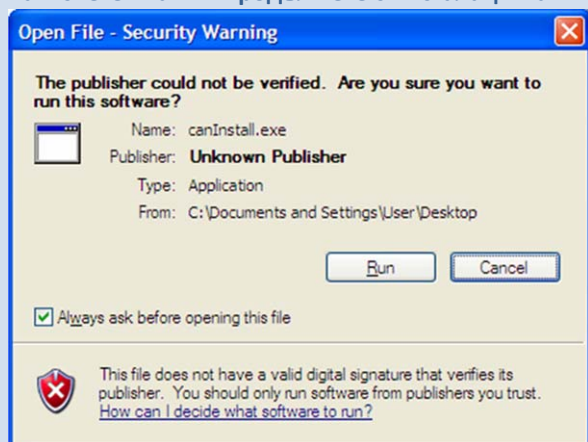 Open File - Security Warning
The publisher could not be verified. Are you sure you want to
run this software?
Name: canInstall.exe
Publisher: Unknown Publisher
Type: Application
From: C:\Documents and Settings\User\Desktop
Run Cancel
Always ask before opening this file
This file does not have a valid digital signature that verifies its
publisher. You should only run software from publishers you trust.
How can I decide what software to run?